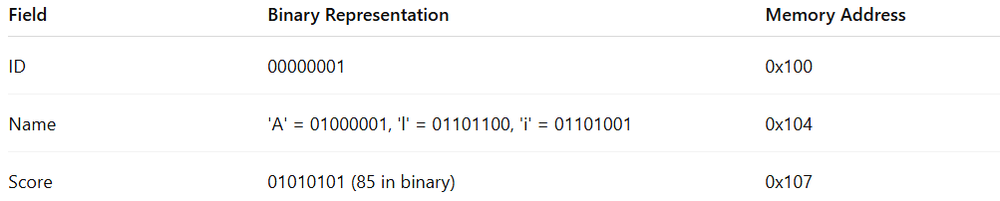 Field Binary Representation Memory Address
ID 00000001 0x100
Name 'A' = 01000001, 'l' = 01101100, 'i' = 01101001 0x104
Score 01010101 (85 in binary) 0x107